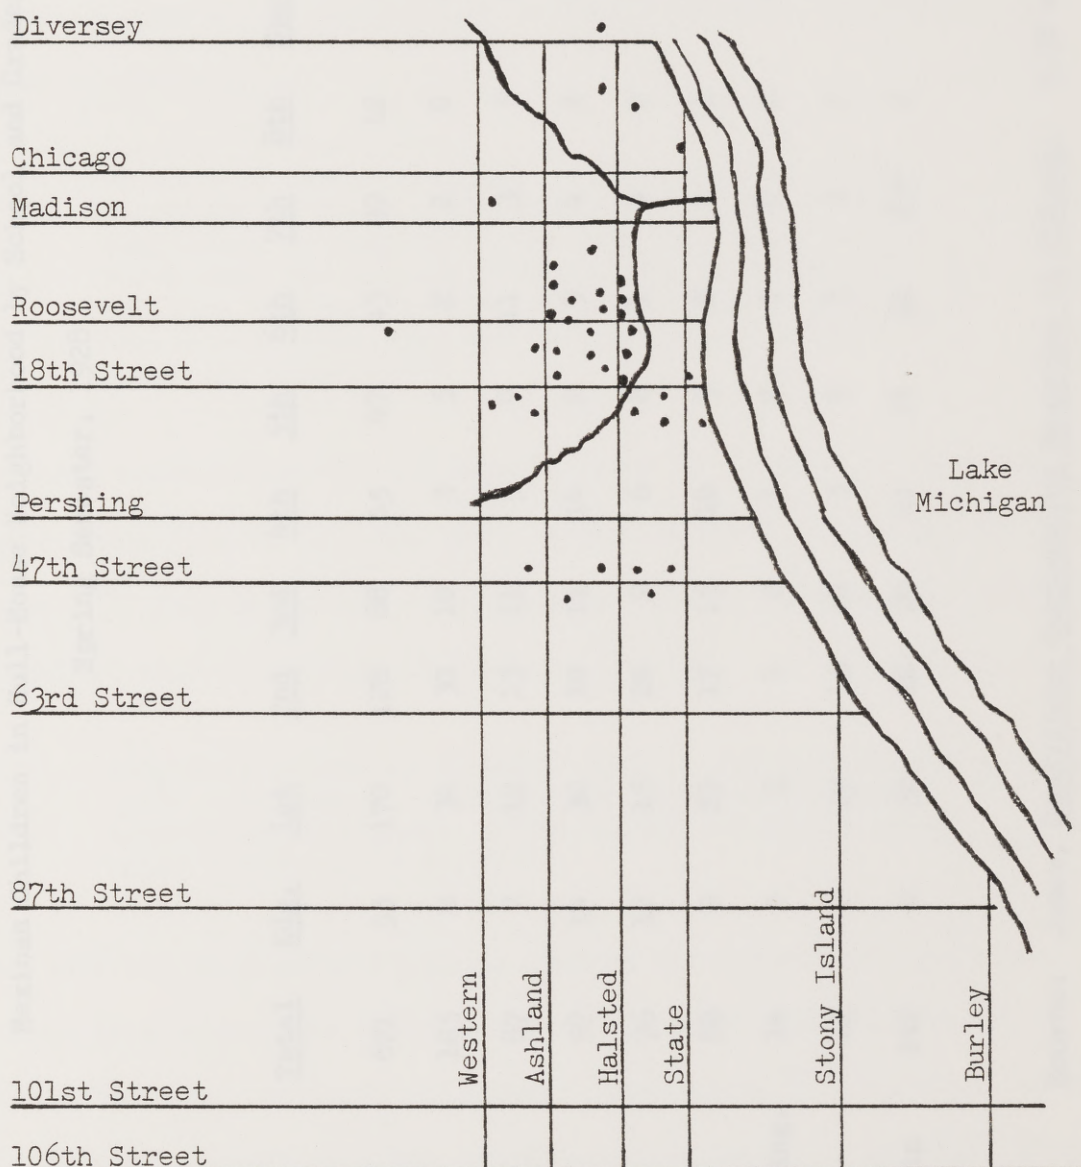 Diversey
Chicago
Madison
Roosevelt
18th Street
Lake
Michigan
Pershing
47th Street
63rd Street
87th Street
Western
Ashland
Halsted
State
Stony Island
Burley
101st Street
106th Street